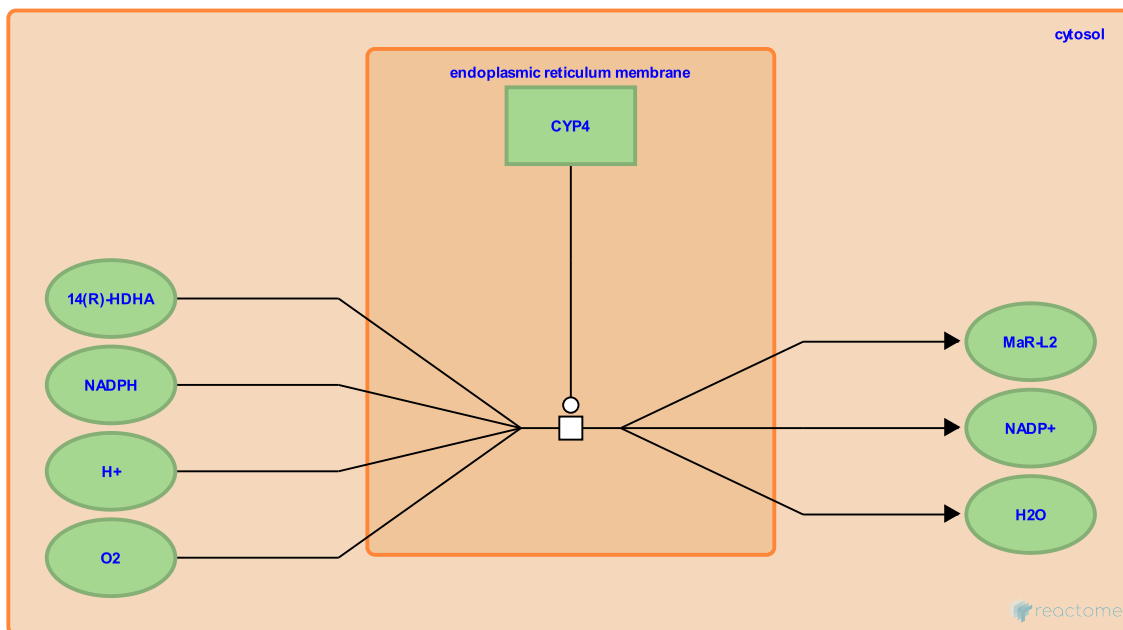 cytosol
endoplasmic reticulum membrane
CYP4
14(R)-HDHA
NADPH
H+
O2
MaR-L2
NADP+
H2O
reactome